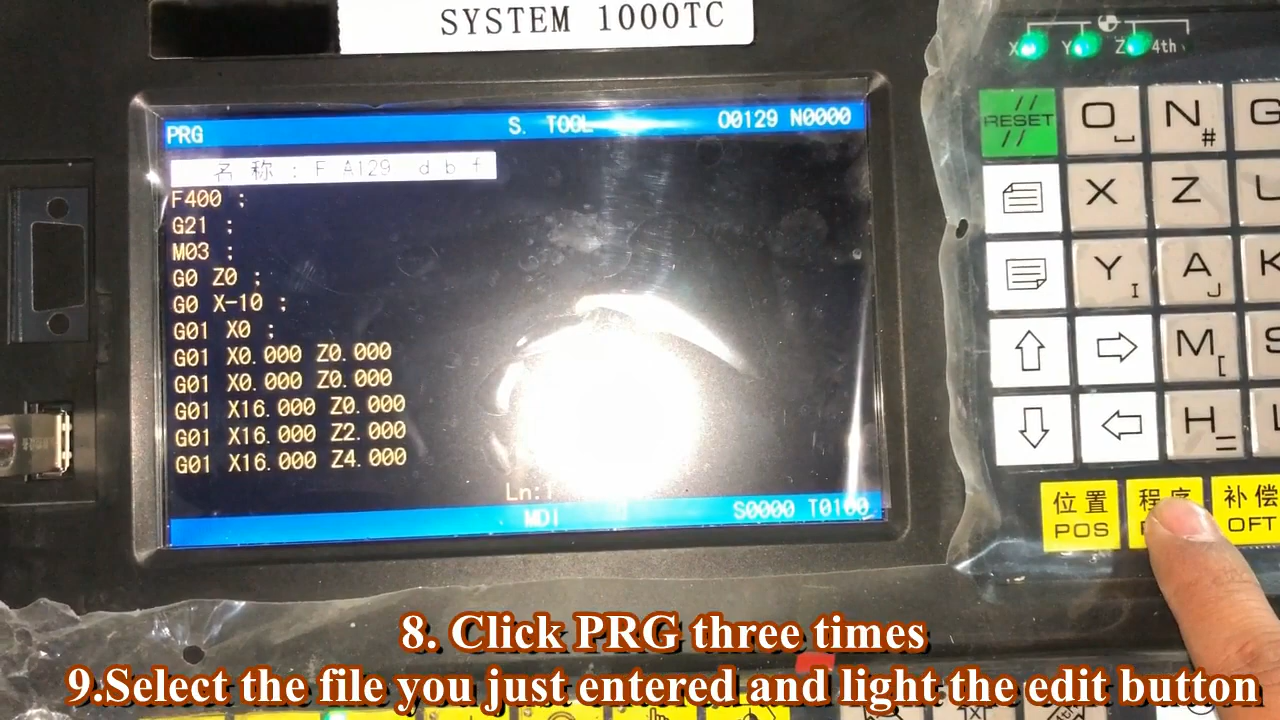 SYSTEM 1000TC
X Y Z 4th
PRG S. TOOL O0129 N0000
名 称 : F A129 d b f
F400 ;
G21 ;
M03 ;
G0 Z0 ;
G0 X-10 ;
G01 X0 ;
G01 X0.000 Z0.000
G01 X0.000 Z0.000
G01 X16.000 Z0.000
G01 X16.000 Z2.000
G01 X16.000 Z4.000
Ln:1
MDI S0000 T0100
RESET O N # G
X Z U
Y I A J K
M [ S
H = L
位置 程序 补偿
POS OFT
8. Click PRG three times
9.Select the file you just entered and light the edit button